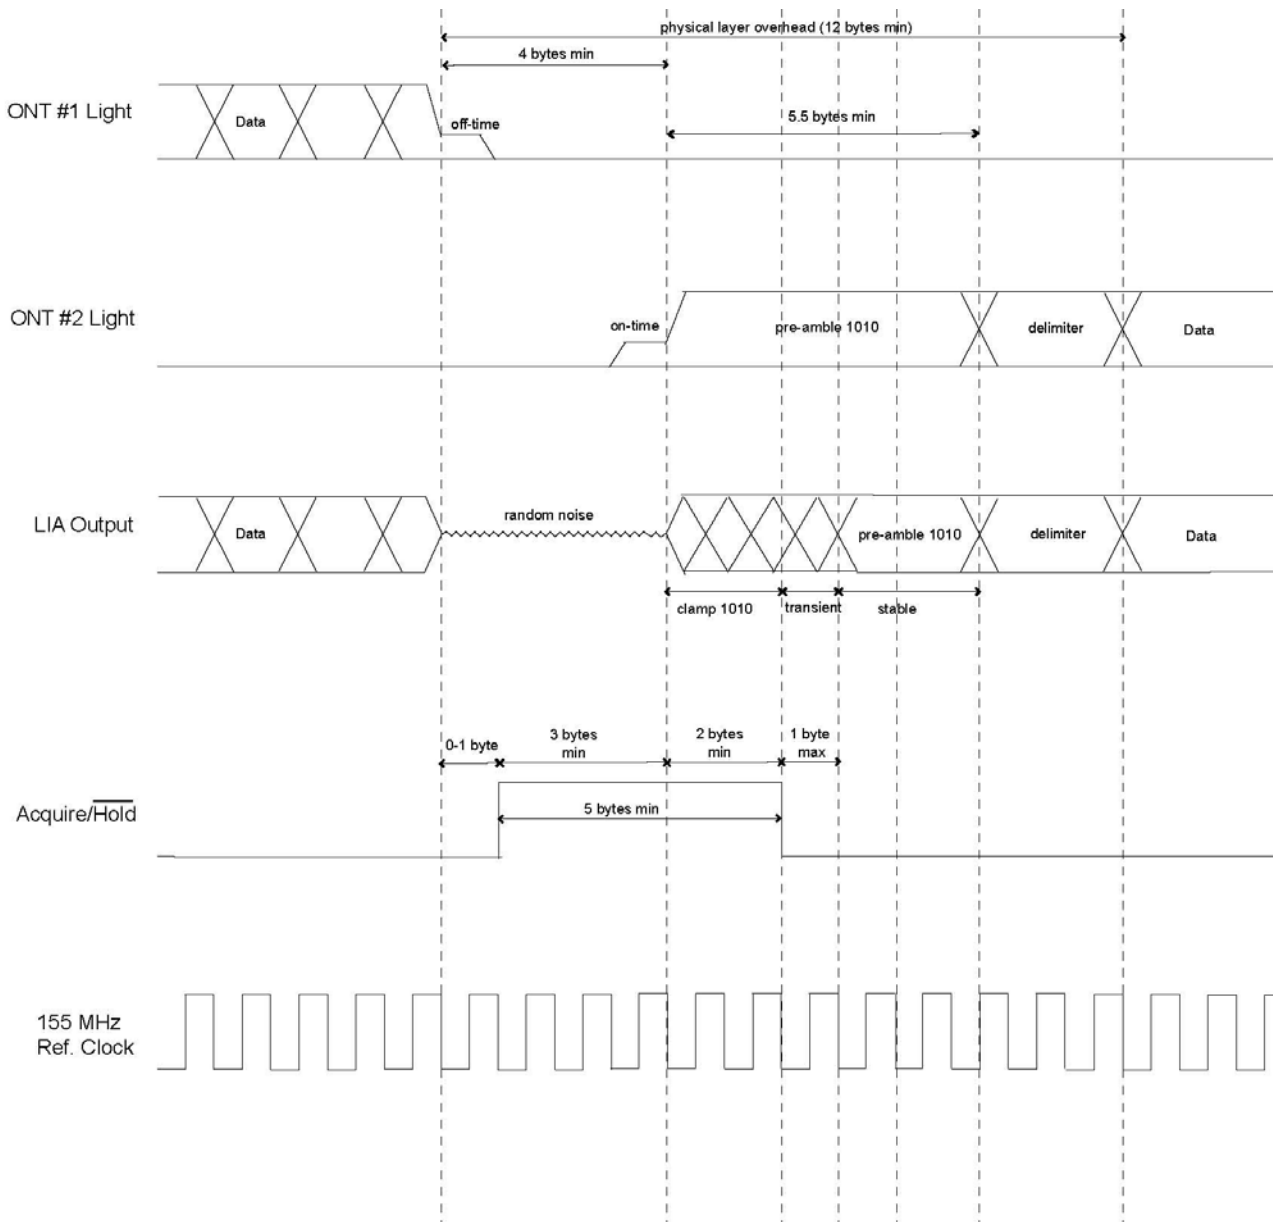 physical layer overhead (12 bytes min)
4 bytes min
ONT #1 Light
Data
off-time
5.5 bytes min
ONT #2 Light
on-time
pre-amble 1010
delimiter
Data
LIA Output
Data
random noise
pre-amble 1010
delimiter
Data
clamp 1010
transient
stable
0-1 byte
3 bytes
min
2 bytes
min
1 byte
max
Acquire/Hold
5 bytes min
155 MHz
Ref. Clock